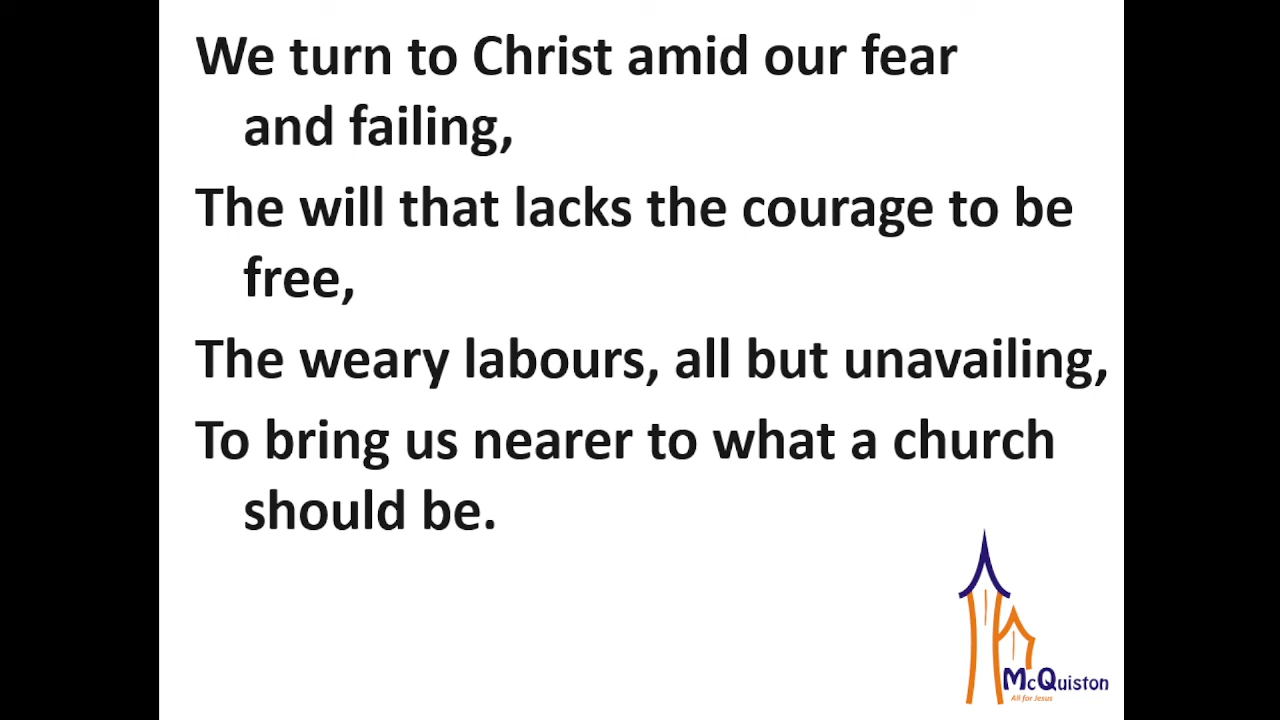 We turn to Christ amid our fear
and failing,
The will that lacks the courage to be
free,
The weary labours, all but unavailing,
To bring us nearer to what a church
should be.
McQuiston
All for Jesus